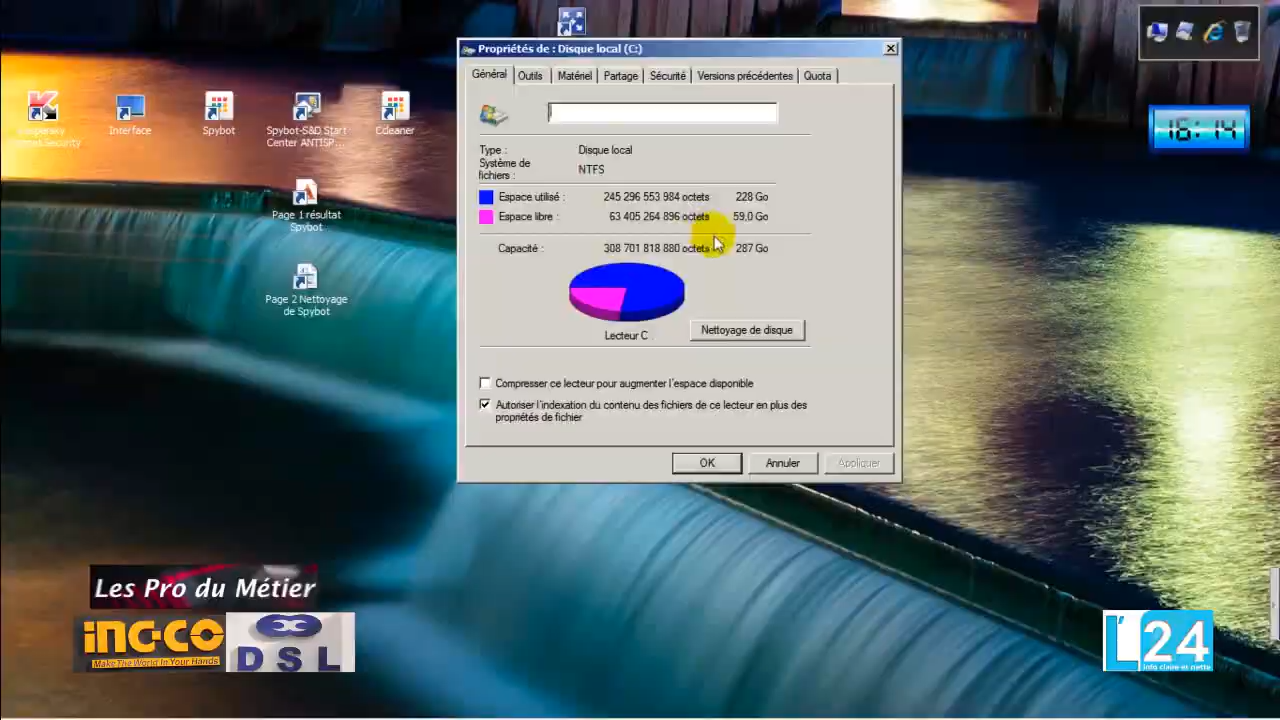 Propriétés de : Disque local (C:)
Général
Outils
Matériel
Partage
Sécurité
Versions précédentes
Quota
Type :
Disque local
Système de
fichiers :
NTFS
Espace utilisé :
245 296 553 984 octets
228 Go
Espace libre :
63 405 264 896 octets
59,0 Go
Capacité :
308 701 818 880 octets
287 Go
Lecteur C
Nettoyage de disque
Compresser ce lecteur pour augmenter l'espace disponible
Autoriser l'indexation du contenu des fichiers de ce lecteur en plus des
propriétés de fichier
OK
Annuler
Appliquer
Interface
Spybot
Spybot-S&D Start
Center ANTISP...
Ccleaner
Page 1 résultat
Spybot
Page 2 Nettoyage
de Spybot
16:14
Les Pro du Métier
iNGCO
Make The World In Your Hands
DSL
L'24
info claire et nette